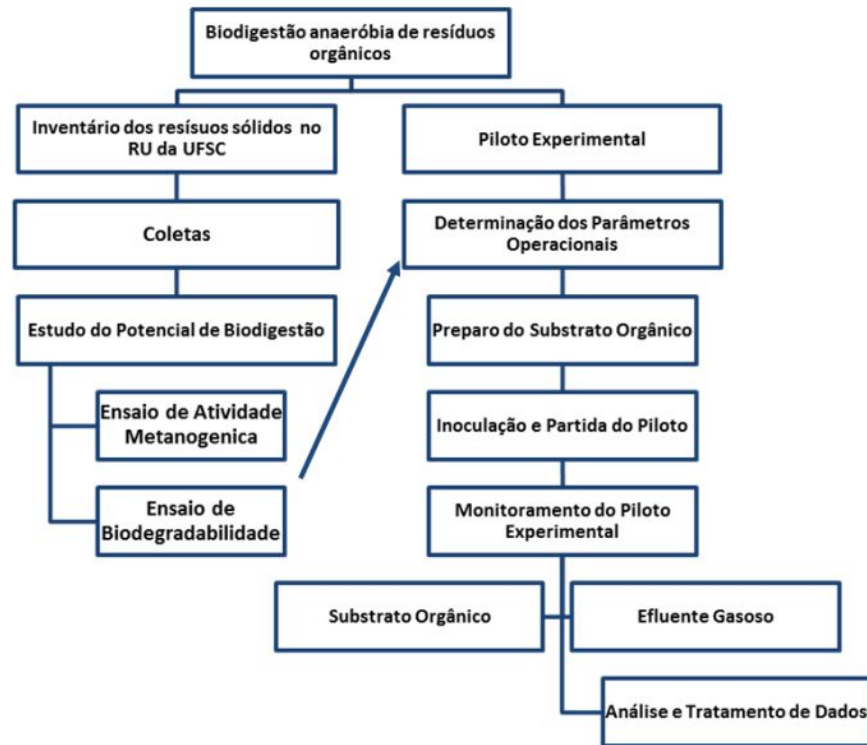 Biodigestão anaeróbia de resíduos
orgânicos
Inventário dos resísuos sólidos no
RU da UFSC
Coletas
Estudo do Potencial de Biodigestão
Ensaio de Atividade
Metanogenica
Ensaio de
Biodegradabilidade
Piloto Experimental
Determinação dos Parâmetros
Operacionais
Preparo do Substrato Orgânico
Inoculação e Partida do Piloto
Monitoramento do Piloto
Experimental
Substrato Orgânico
Efluente Gasoso
Análise e Tratamento de Dados